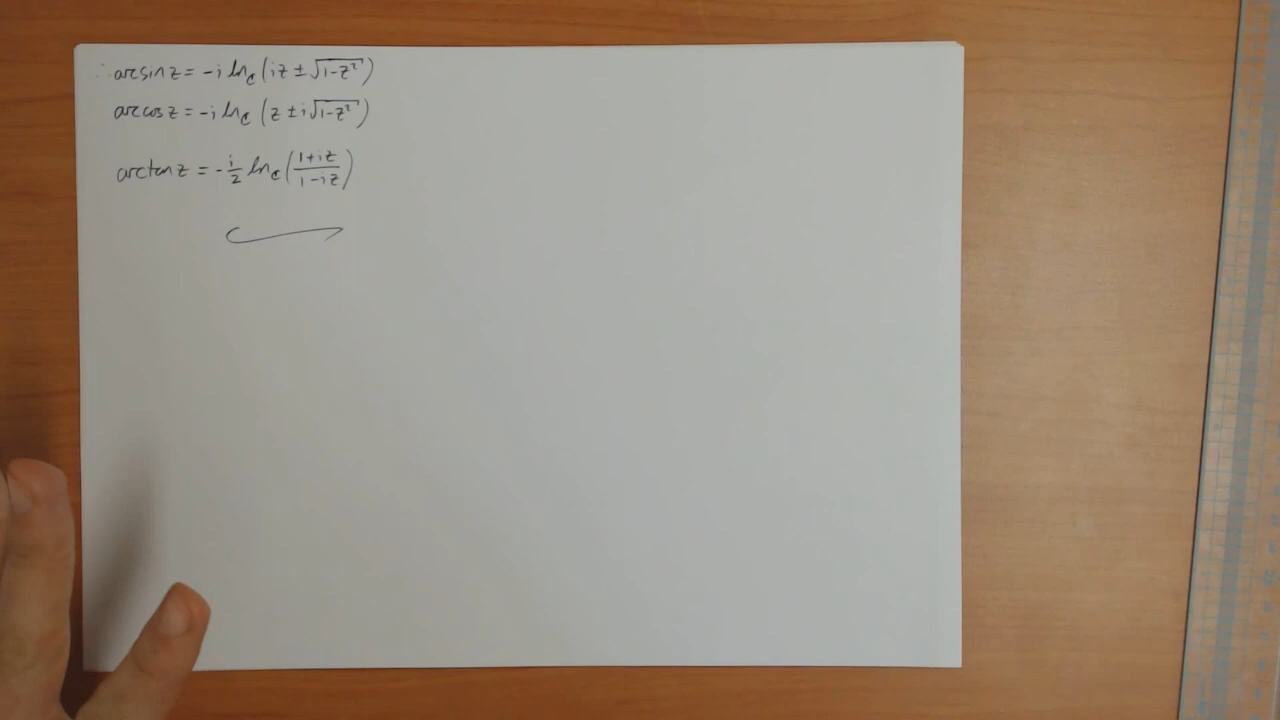 ∴ arcsin z = -i ln_ℂ (iz ± √(1-z²))
arccos z = -i ln_ℂ (z ± i√(1-z²))
arctan z = -i/2 ln_ℂ ((1+iz)/(1-iz))